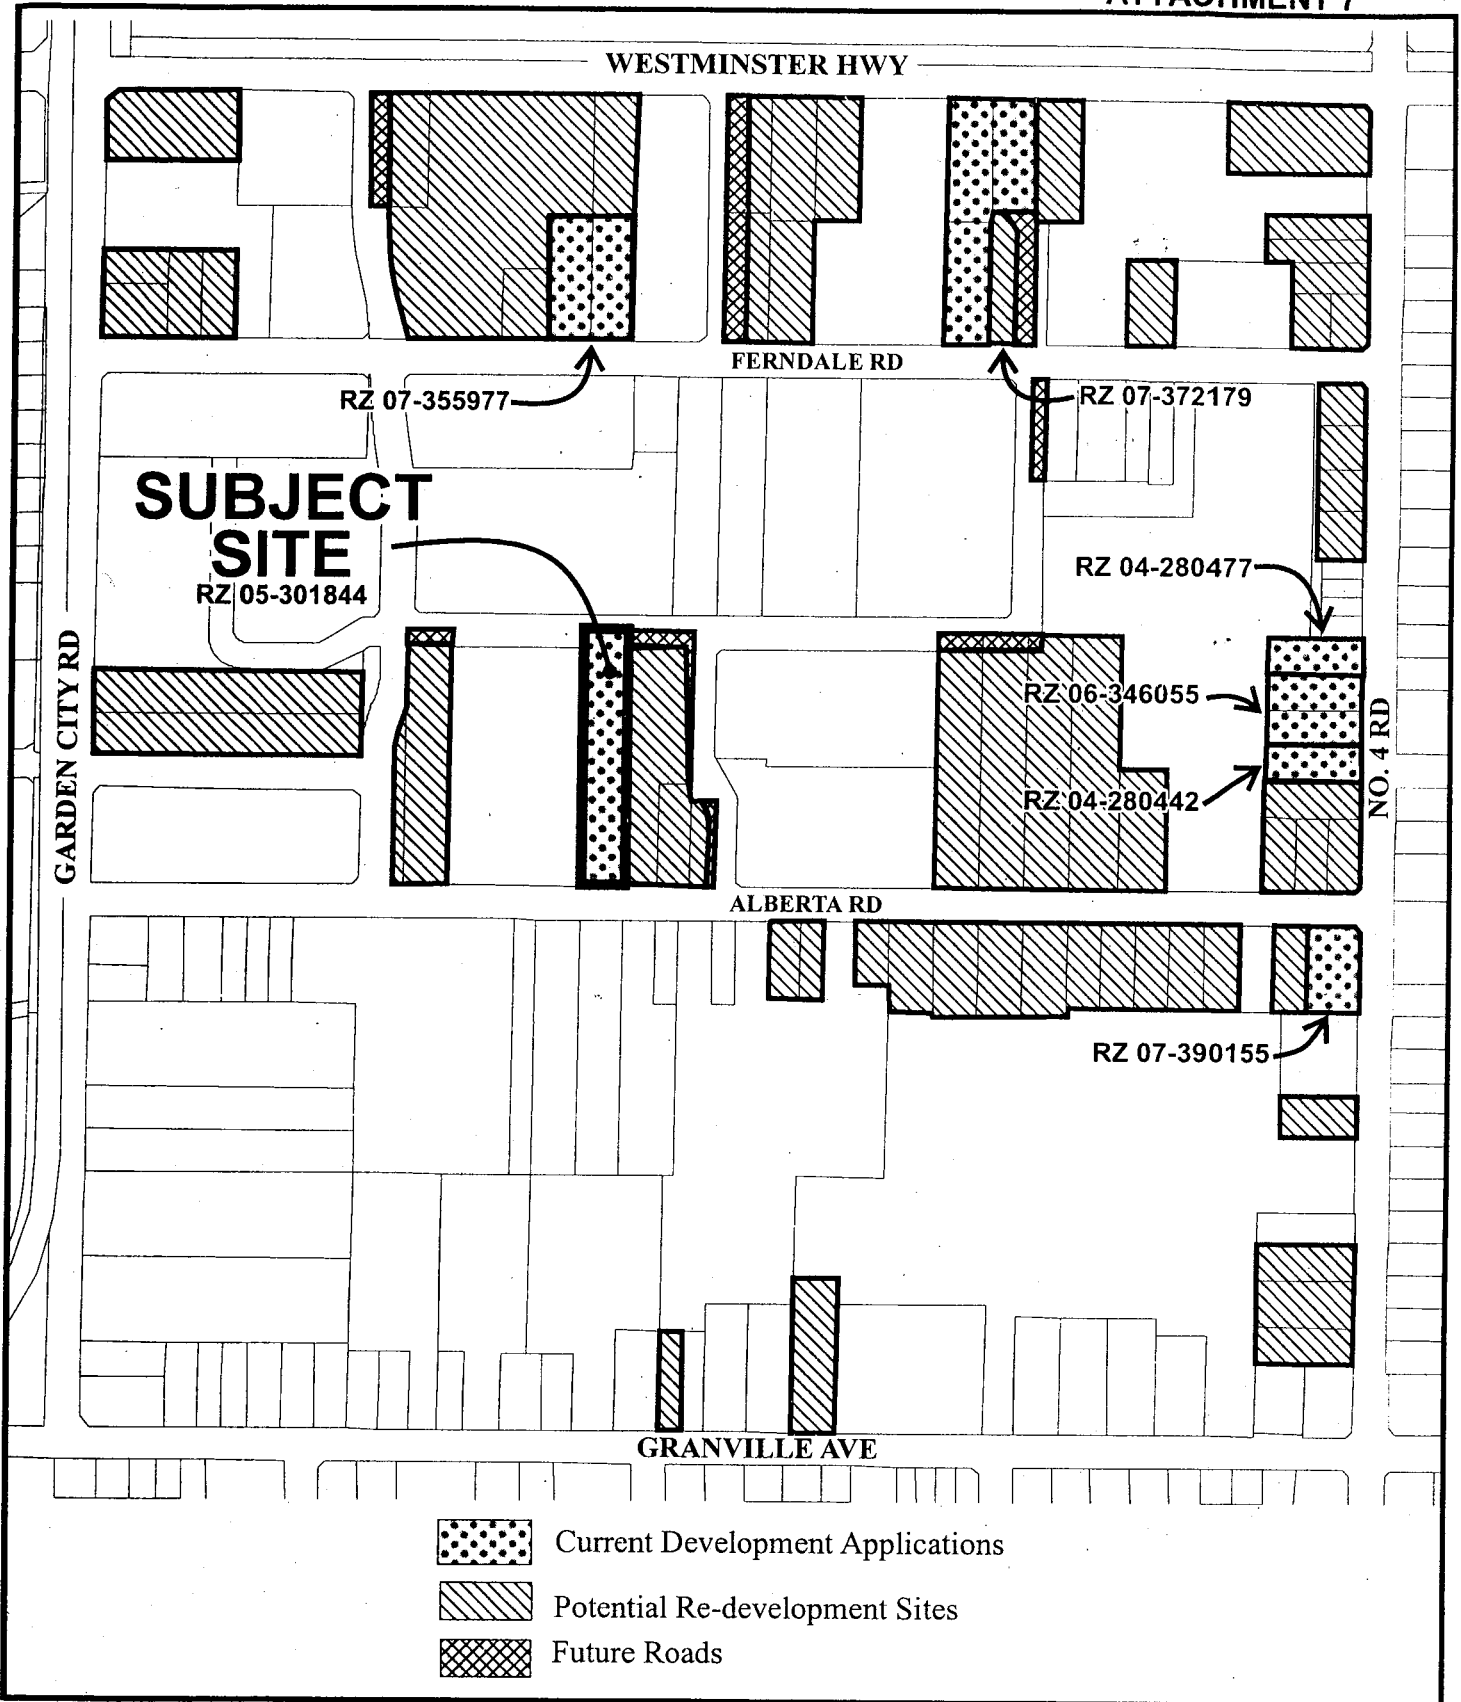 ATTACHMENT 7
WESTMINSTER HWY
FERNDALE RD
RZ 07-355977
RZ 07-372179
SUBJECT
SITE
RZ 05-301844
RZ 04-280477
RZ 06-346055
RZ 04-280442
GARDEN CITY RD
NO. 4 RD
ALBERTA RD
RZ 07-390155
GRANVILLE AVE
Current Development Applications
Potential Re-development Sites
Future Roads